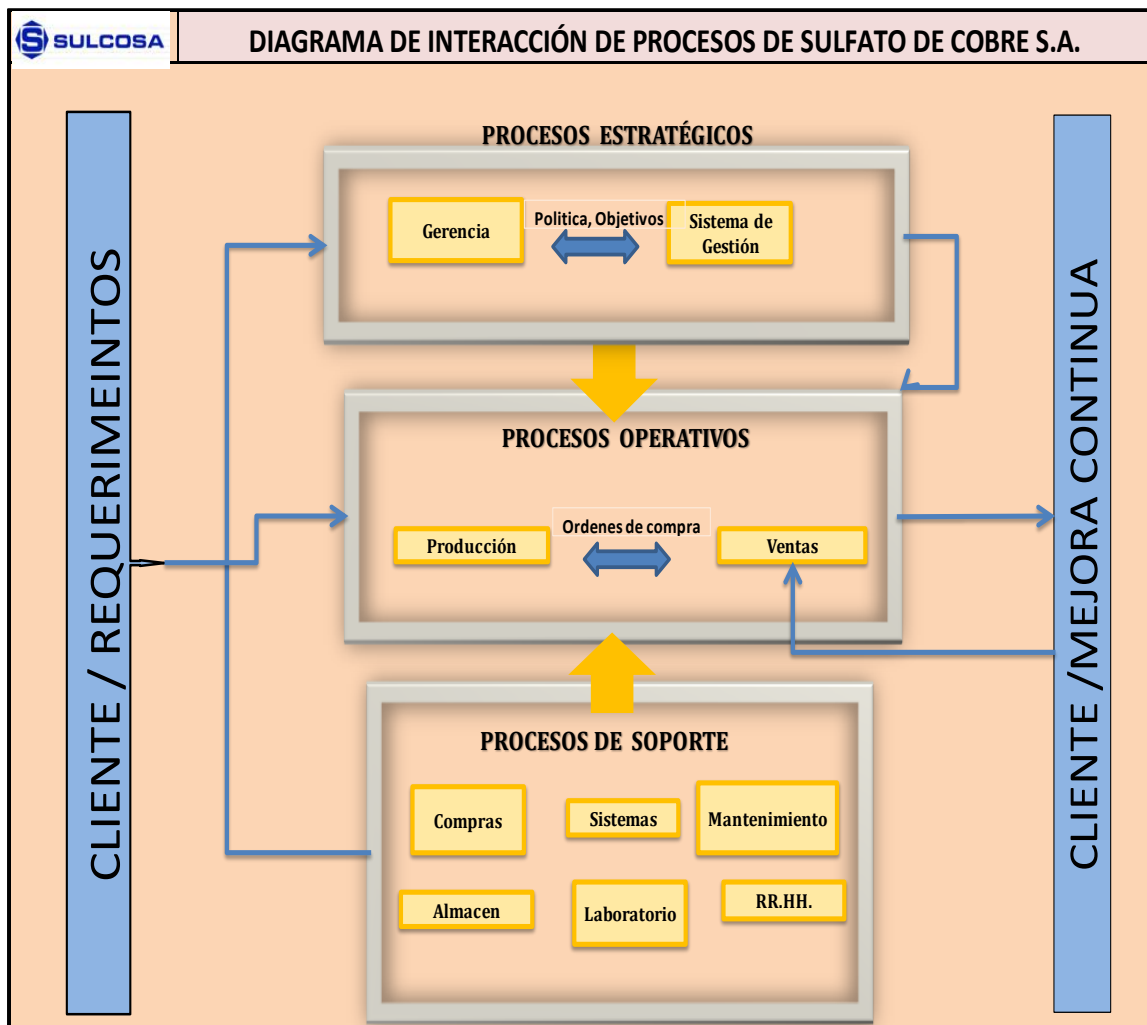 SULCOSA
DIAGRAMA DE INTERACCIÓN DE PROCESOS DE SULFATO DE COBRE S.A.
CLIENTE / REQUERIMEINTOS
PROCESOS ESTRATÉGICOS
Gerencia
Politica, Objetivos
Sistema de
Gestión
PROCESOS OPERATIVOS
Producción
Ordenes de compra
Ventas
PROCESOS DE SOPORTE
Compras
Sistemas
Mantenimiento
Almacen
Laboratorio
RR.HH.
CLIENTE /MEJORA CONTINUA